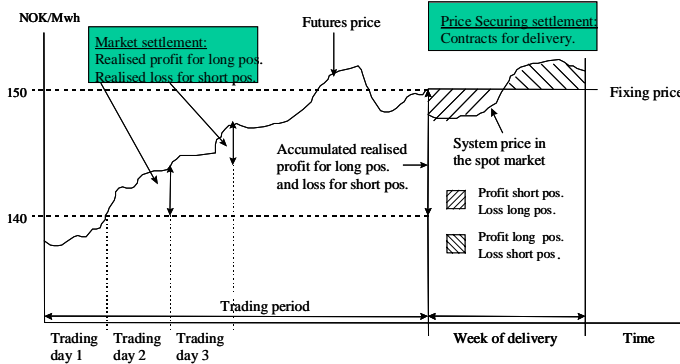 NOK/Mwh
Market settlement:
Realised profit for long pos.
Realised loss for short pos.
Futures price
Price Securing settlement:
Contracts for delivery.
150
Fixing price
System price in
the spot market
Accumulated realised
profit for long pos.
and loss for short pos.
Profit short pos.
Loss long pos.
140
Profit long pos.
Loss short pos.
Trading period
Trading
day 1
Trading
day 2
Trading
day 3
Week of delivery
Time